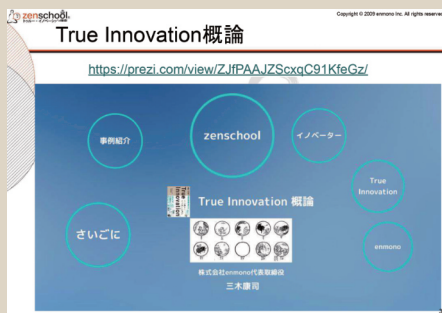 zenschool
Copyright © 2009 enmono Inc. All rights reserved
True Innovation概論
https://prezi.com/view/ZJfPAAJZScxqC91KfeGz/
事例紹介
zenschool
イノベーター
True
Innovation
True Innovation 概論
さいごに
enmono
株式会社enmono代表取締役
三木康司